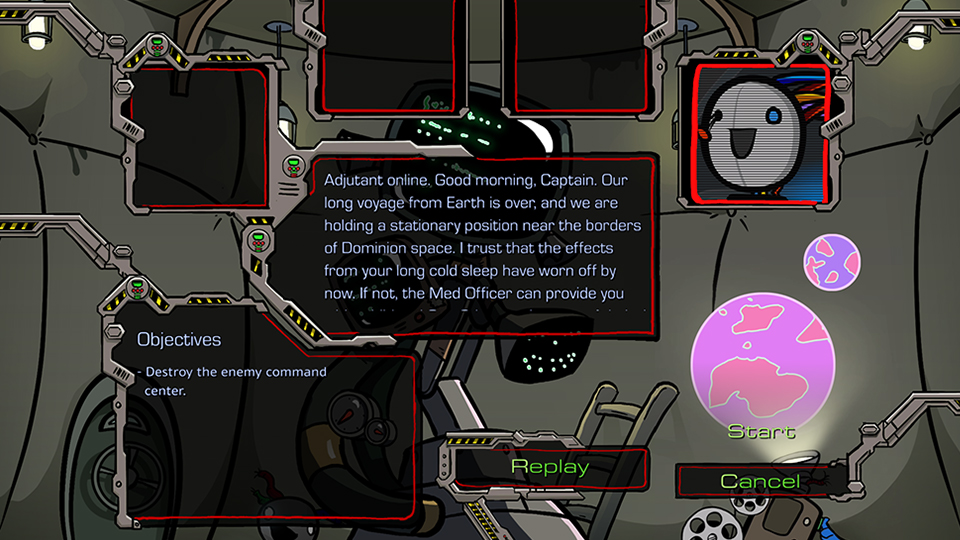 Adjutant online. Good morning, Captain. Our
long voyage from Earth is over, and we are
holding a stationary position near the borders
of Dominion space. I trust that the effects
from your long cold sleep have worn off by
now. If not, the Med Officer can provide you
Objectives
- Destroy the enemy command
center.
Start
Replay
Cancel